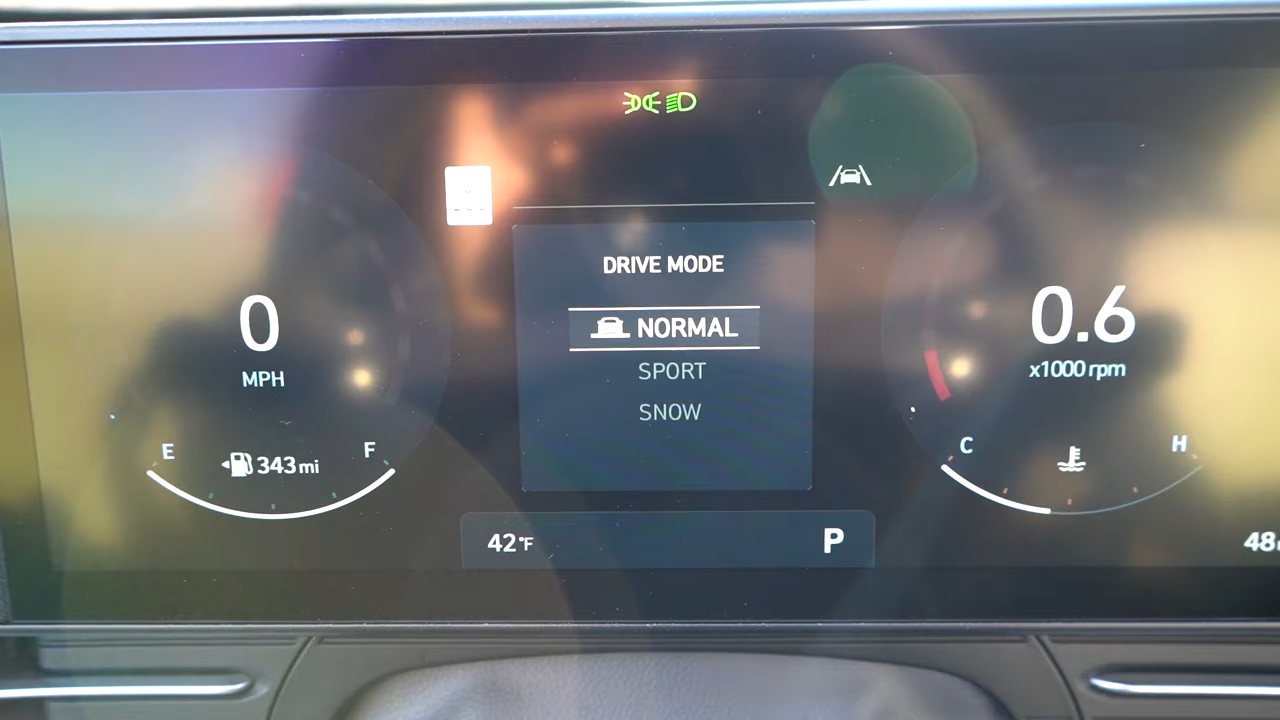 DRIVE MODE
NORMAL
SPORT
SNOW
0
MPH
E
F
343 mi
0.6
x1000 rpm
C
H
42°F
P
48